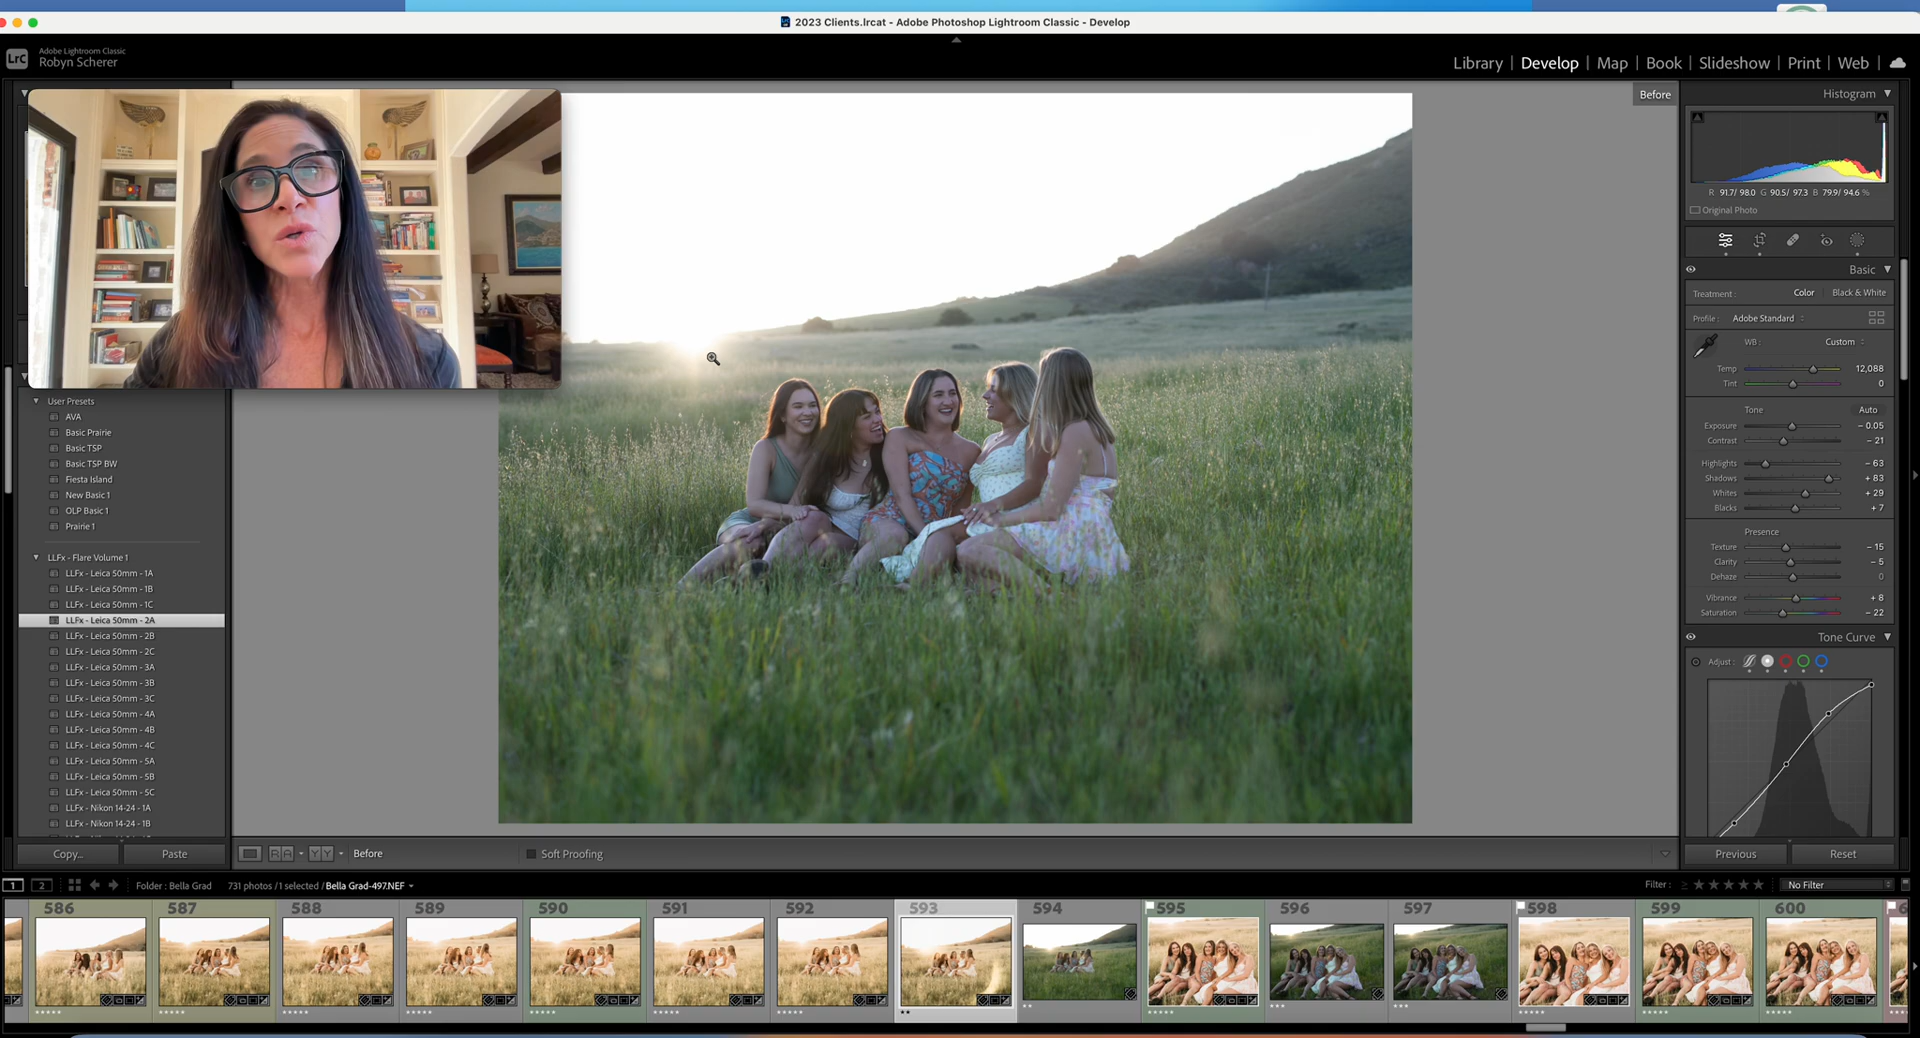 2023 Clients.lrcat - Adobe Photoshop Lightroom Classic - Develop
LrC
Adobe Lightroom Classic
Robyn Scherer
Library | Develop | Map | Book | Slideshow | Print | Web
Before
Histogram
R 91.7/ 98.0 G 90.5/ 97.3 B 79.9/ 94.6 %
Original Photo
Basic
Treatment : Color Black & White
Profile : Adobe Standard
WB : Custom
Temp 12,088
Tint 0
Tone Auto
Exposure – 0.05
Contrast – 21
Highlights – 63
Shadows + 83
Whites + 29
Blacks + 7
Presence
Texture – 15
Clarity – 5
Dehaze 0
Vibrance + 8
Saturation – 22
Tone Curve
Adjust :
User Presets
AVA
Basic Prairie
Basic TSP
Basic TSP BW
Fiesta Island
New Basic 1
OLP Basic 1
Prairie 1
LLFx - Flare Volume 1
LLFx - Leica 50mm - 1A
LLFx - Leica 50mm - 1B
LLFx - Leica 50mm - 1C
LLFx - Leica 50mm - 2A
LLFx - Leica 50mm - 2B
LLFx - Leica 50mm - 2C
LLFx - Leica 50mm - 3A
LLFx - Leica 50mm - 3B
LLFx - Leica 50mm - 3C
LLFx - Leica 50mm - 4A
LLFx - Leica 50mm - 4B
LLFx - Leica 50mm - 4C
LLFx - Leica 50mm - 5A
LLFx - Leica 50mm - 5B
LLFx - Leica 50mm - 5C
LLFx - Nikon 14-24 - 1A
LLFx - Nikon 14-24 - 1B
Copy... Paste
R A Y Y Before Soft Proofing
Previous Reset
1 2 Folder : Bella Grad 731 photos / 1 selected / Bella Grad-497.NEF
Filter : No Filter
586 587 588 589 590 591 592 593 594 595 596 597 598 599 600